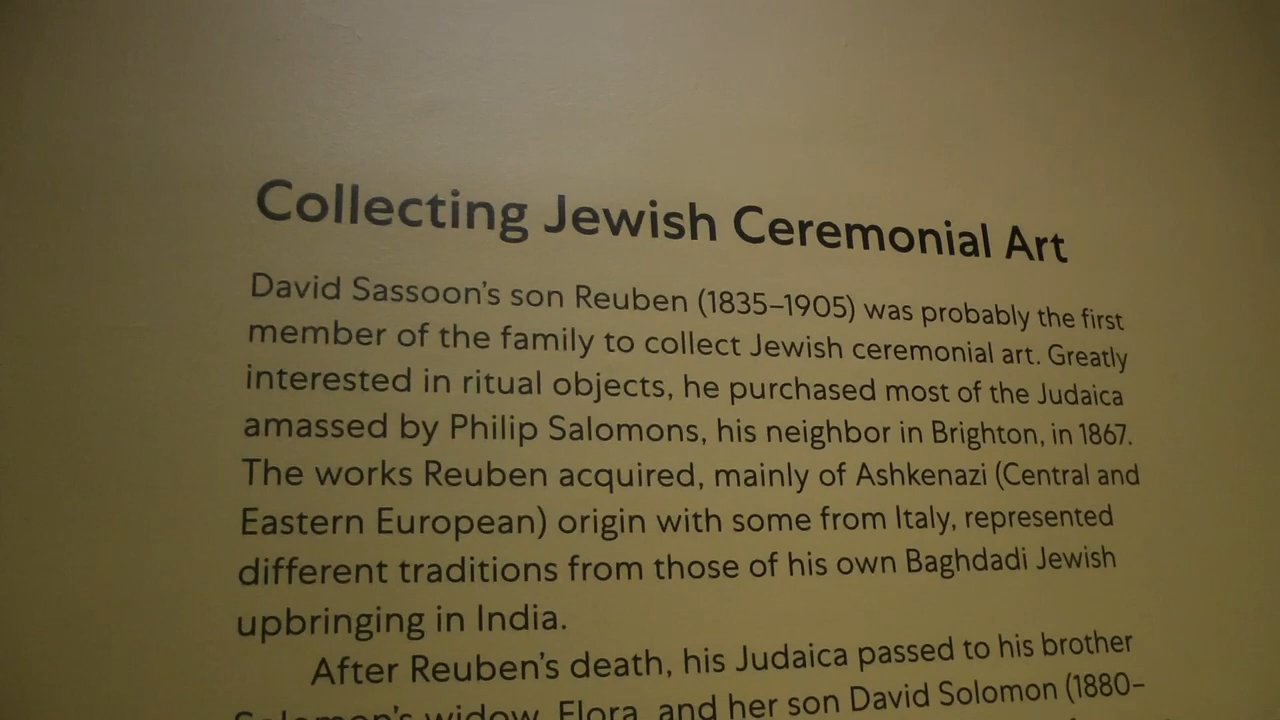 Collecting Jewish Ceremonial Art
David Sassoon's son Reuben (1835–1905) was probably the first
member of the family to collect Jewish ceremonial art. Greatly
interested in ritual objects, he purchased most of the Judaica
amassed by Philip Salomons, his neighbor in Brighton, in 1867.
The works Reuben acquired, mainly of Ashkenazi (Central and
Eastern European) origin with some from Italy, represented
different traditions from those of his own Baghdadi Jewish
upbringing in India.
After Reuben's death, his Judaica passed to his brother
Solomon's widow, Flora, and her son David Solomon (1880–